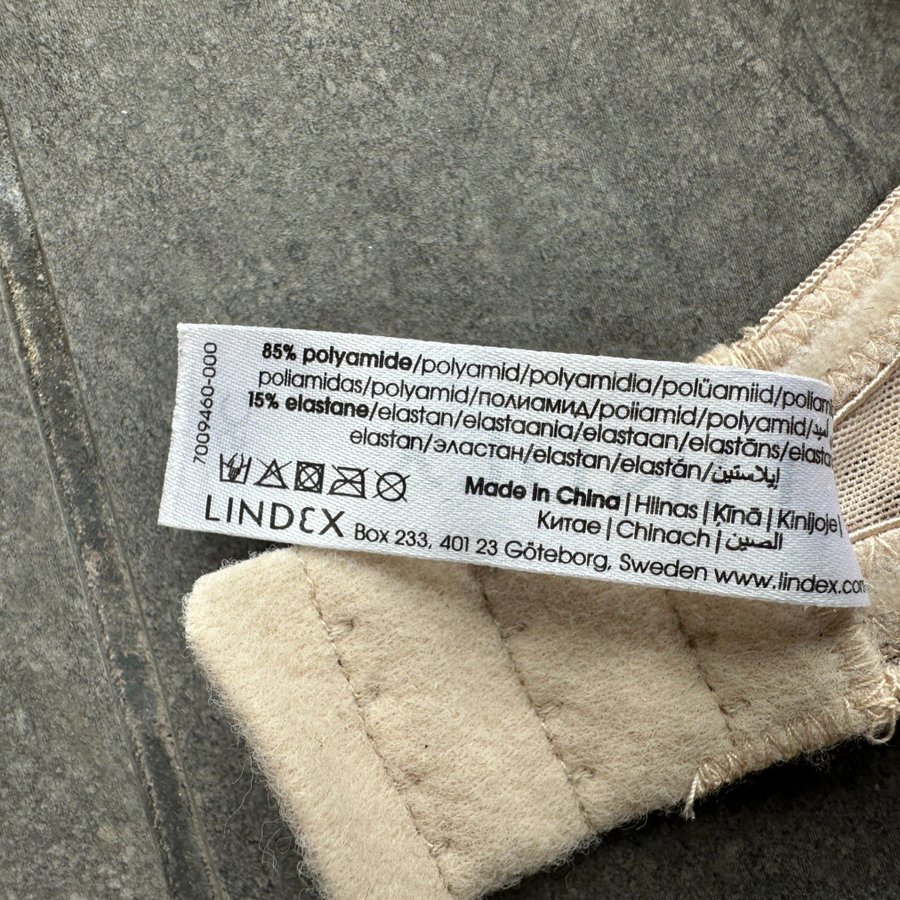 7009460-000
85% polyamide/polyamid/polyamidia/polüamiid/poliam
poliamidas/polyamid/полиамид/poliamid/polyamid/
15% elastane/elastan/elastaania/elastaan/elastāns/elasta
elastan/эластан/elastan/elastán/إيلاستين
Made in China | Hiinas | Ķīnā | Kinijoje |
Китае | Chinach | الصين
LINDEX Box 233, 401 23 Göteborg, Sweden www.lindex.com